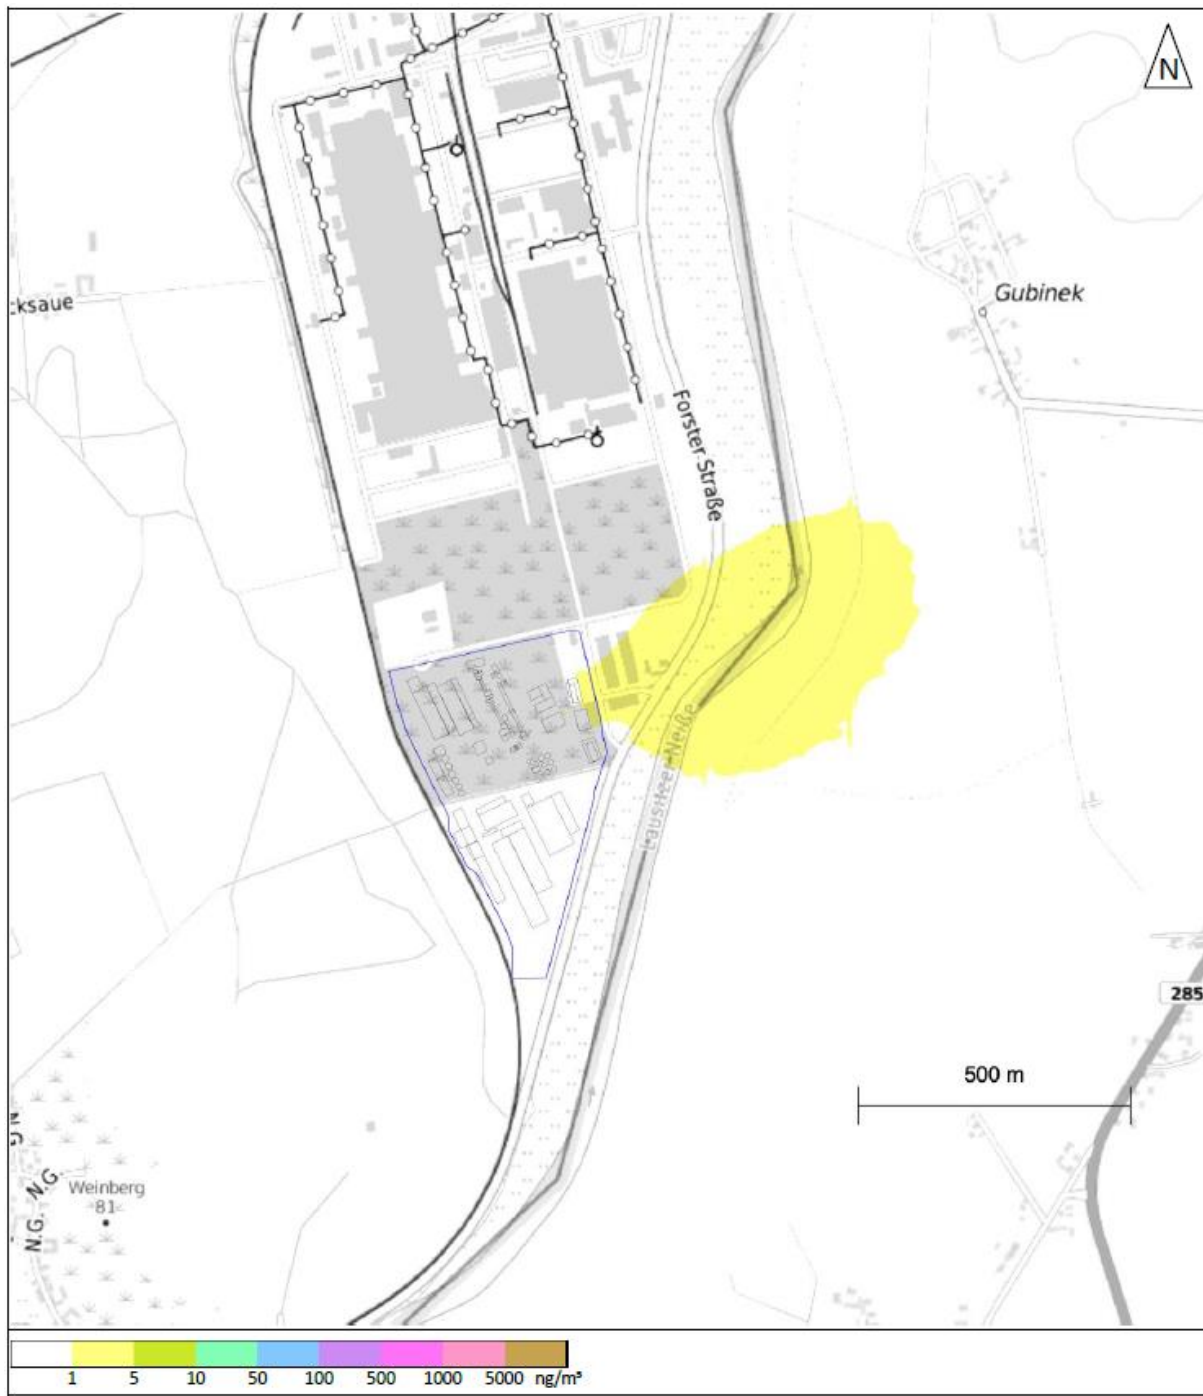 N
Gubinek
cksaue
Forster Straße
Lausitzer Neiße
285
500 m
N.G.
N.G.
Weinberg
81
1 5 10 50 100 500 1000 5000 ng/m³